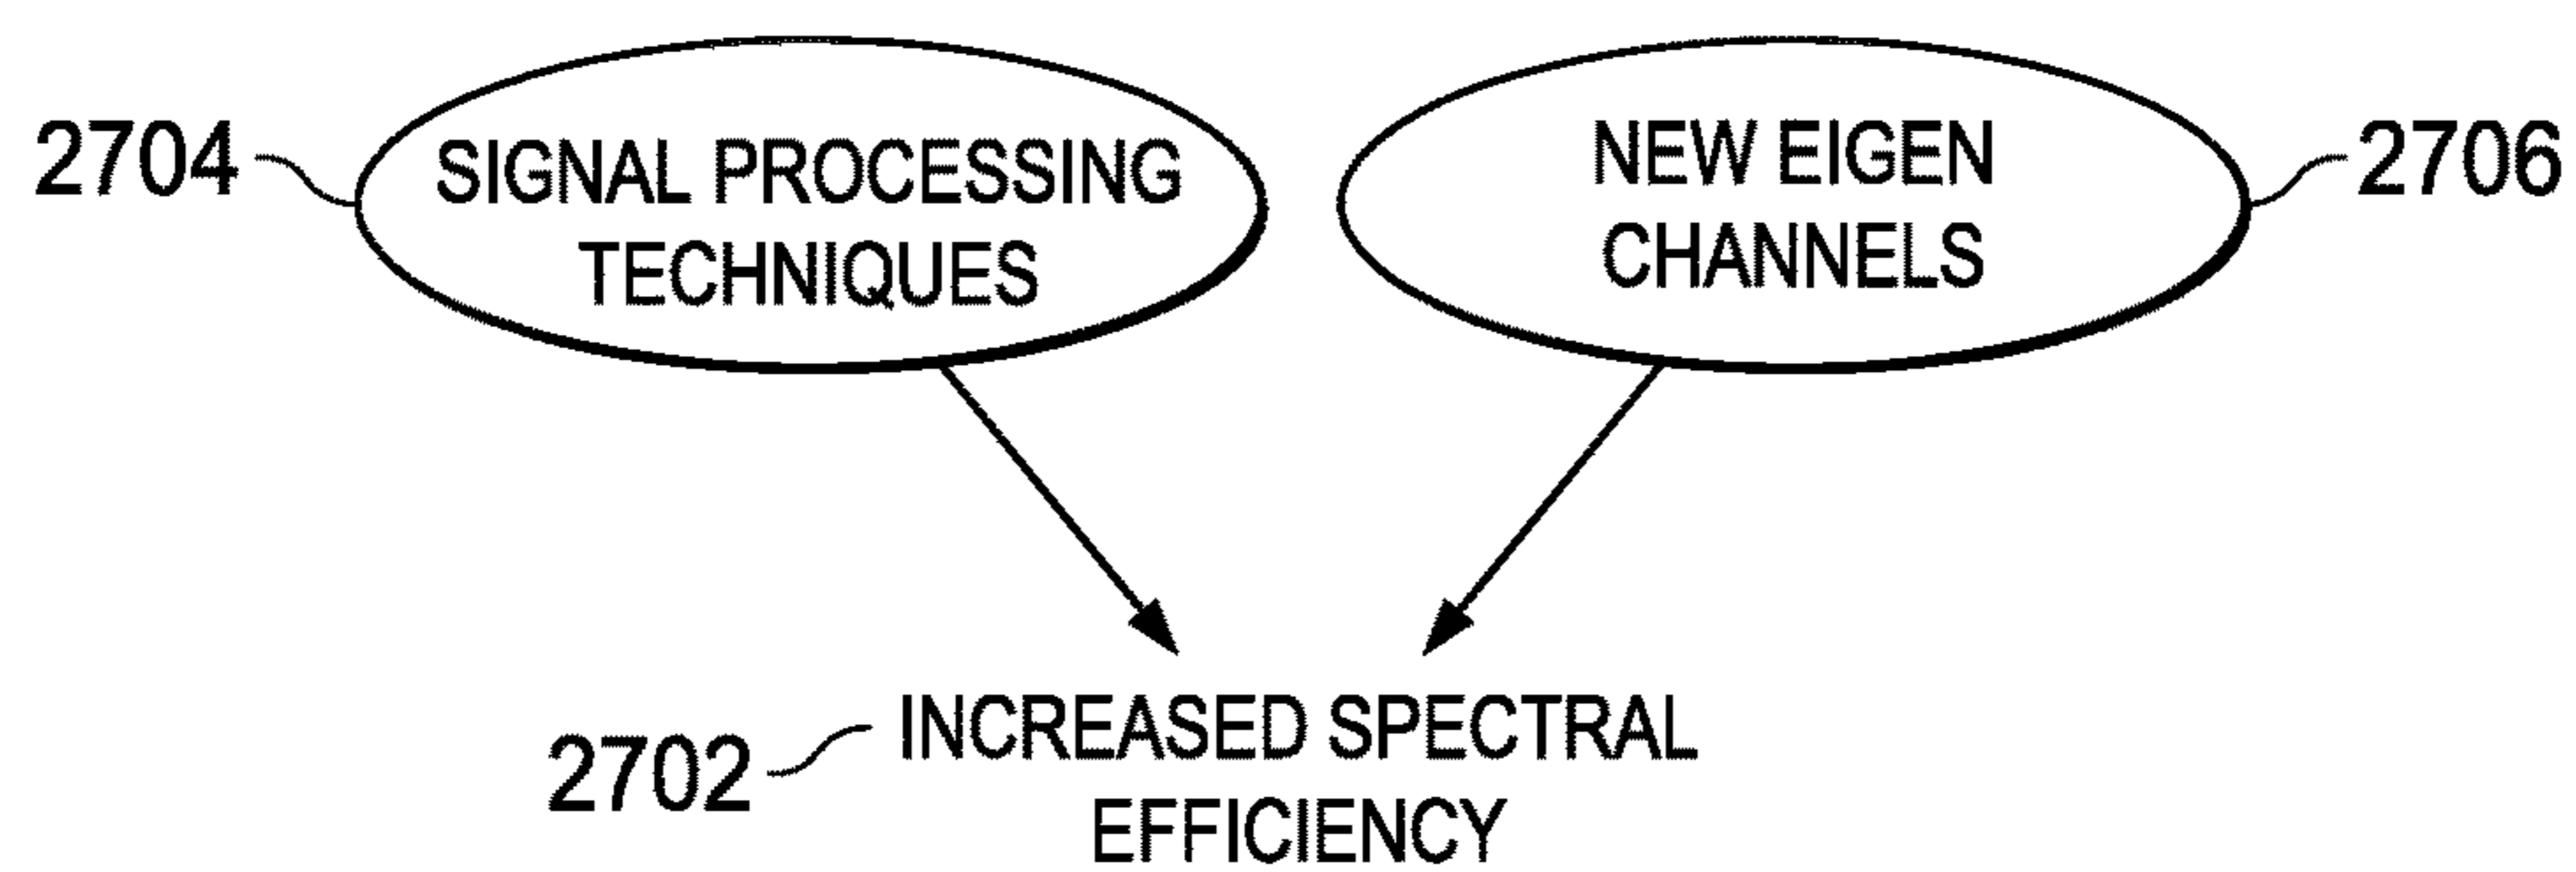 2704
SIGNAL PROCESSING
TECHNIQUES
NEW EIGEN
CHANNELS
2706
2702
INCREASED SPECTRAL
EFFICIENCY